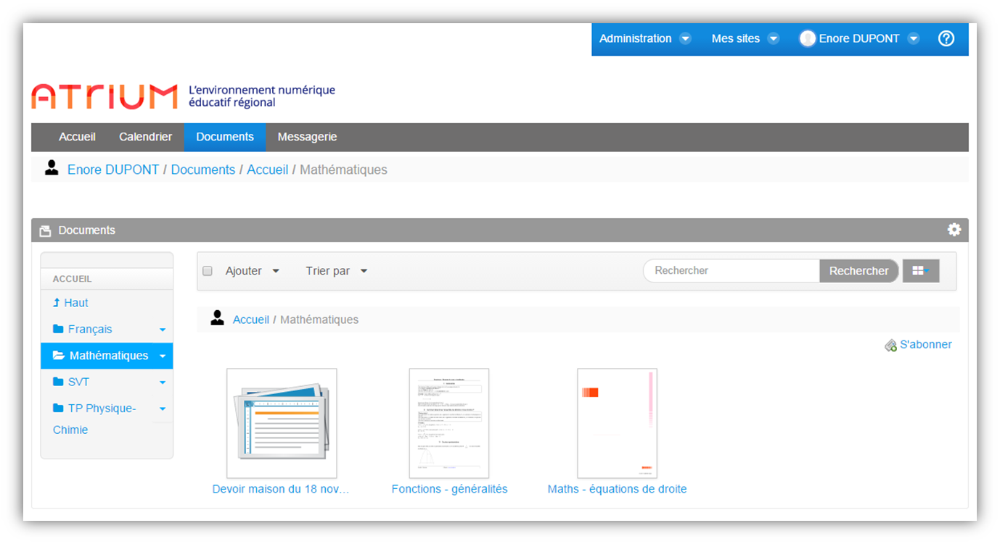 Administration Mes sites Enore DUPONT ?
ATRIUM L'environnement numérique
éducatif régional
Accueil Calendrier Documents Messagerie
Enore DUPONT / Documents / Accueil / Mathématiques
Documents
ACCUEIL
Haut
Français
Mathématiques
SVT
TP Physique-
Chimie
Ajouter Trier par Rechercher Rechercher
Accueil / Mathématiques
S'abonner
Devoir maison du 18 nov... Fonctions - généralités Maths - équations de droite